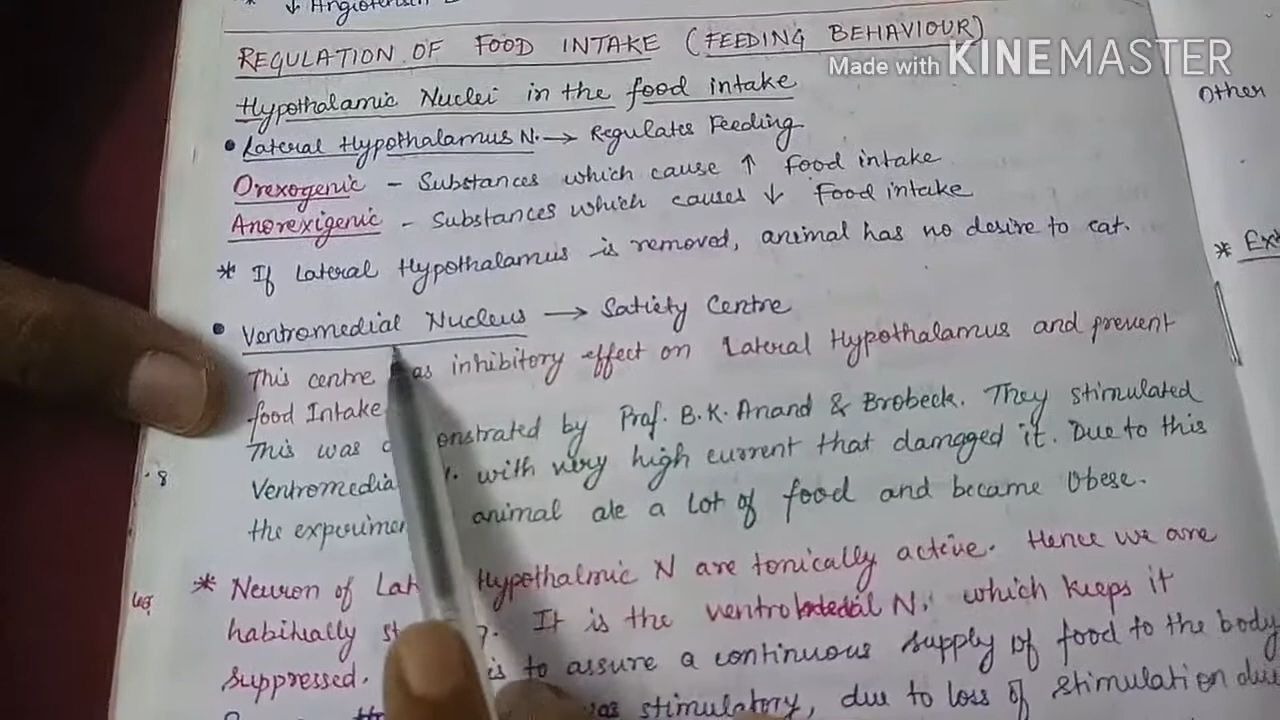 * ↓ Angiotensin
REGULATION OF FOOD INTAKE (FEEDING BEHAVIOUR)
Made with KINEMASTER
Hypothalamic Nuclei in the food intake
Other
• Lateral Hypothalamus N. → Regulates Feeding
Orexogenic - Substances which cause ↑ Food intake
Anorexigenic - Substances which causes ↓ Food intake
* If Lateral Hypothalamus is removed, animal has no desire to eat.
* Ext
• Ventromedial Nucleus → Satiety Centre
This centre as inhibitory effect on Lateral Hypothalamus and prevent
food Intake
This was d onstrated by Prof. B.K. Anand & Brobeck. They stimulated
Ventromedia with very high current that damaged it. Due to this
the experimen animal ate a lot of food and became Obese.
* Neuron of Lat Hypothalmic N are tonically active. Hence we are
habitually It is the N. which keeps it
suppressed. is to assure a continuous supply of food to the body
as stimulatory, due to loss of stimulation due